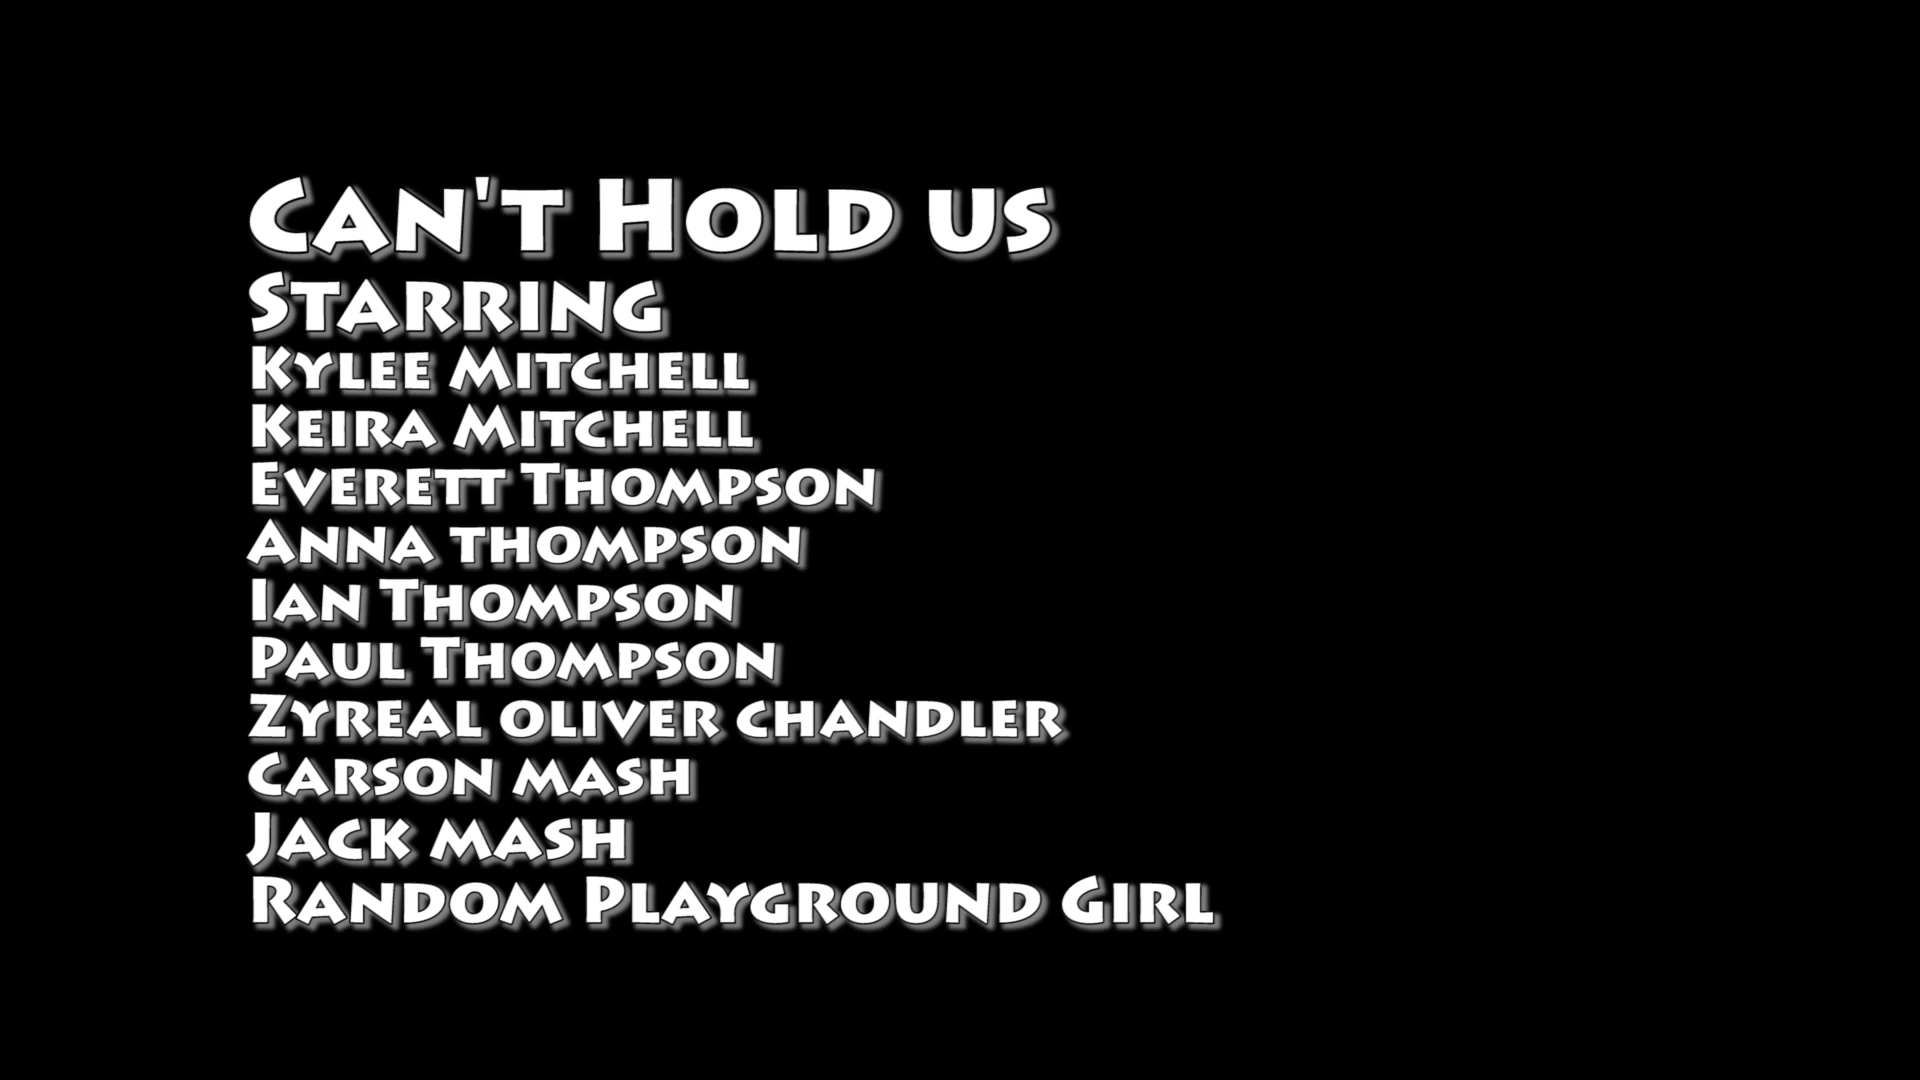 Can't Hold us
Starring
Kylee Mitchell
Keira Mitchell
Everett Thompson
Anna thompson
Ian Thompson
Paul Thompson
Zyreal oliver chandler
Carson mash
Jack mash
Random Playground Girl